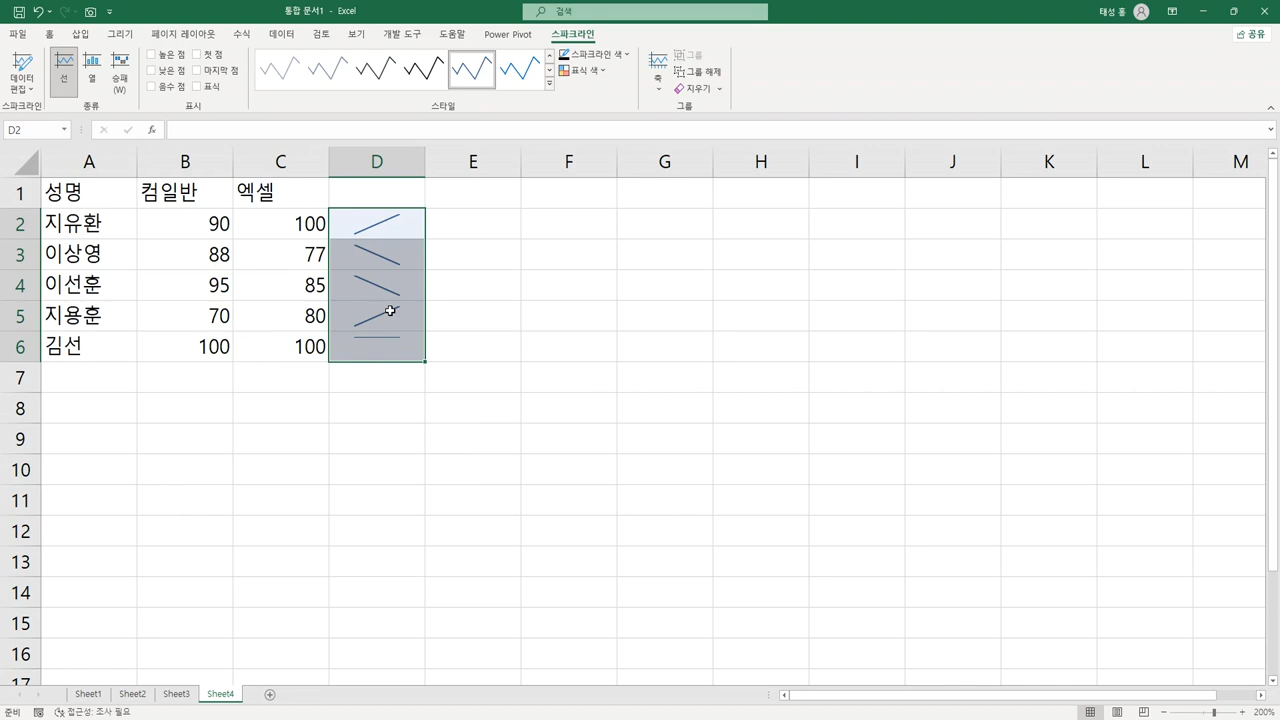 통합 문서1 - Excel
검색
태성 홍
파일 홈 삽입 그리기 페이지 레이아웃 수식 데이터 검토 보기 개발 도구 도움말 Power Pivot 스파크라인
공유
데이터 편집
선
열
승패 (W)
높은 점 첫 점
낮은 점 마지막 점
음수 점 표식
스파크라인 색
표식 색
축
그룹
그룹 해제
지우기
스파크라인 종류 표시 스타일 그룹
D2
fx
A B C D E F G H I J K L M
1 성명 컴일반 엑셀
2 지유환 90 100
3 이상영 88 77
4 이선훈 95 85
5 지용훈 70 80
6 김선 100 100
7
8
9
10
11
12
13
14
15
16
17
Sheet1 Sheet2 Sheet3 Sheet4
준비 접근성: 조사 필요 200%